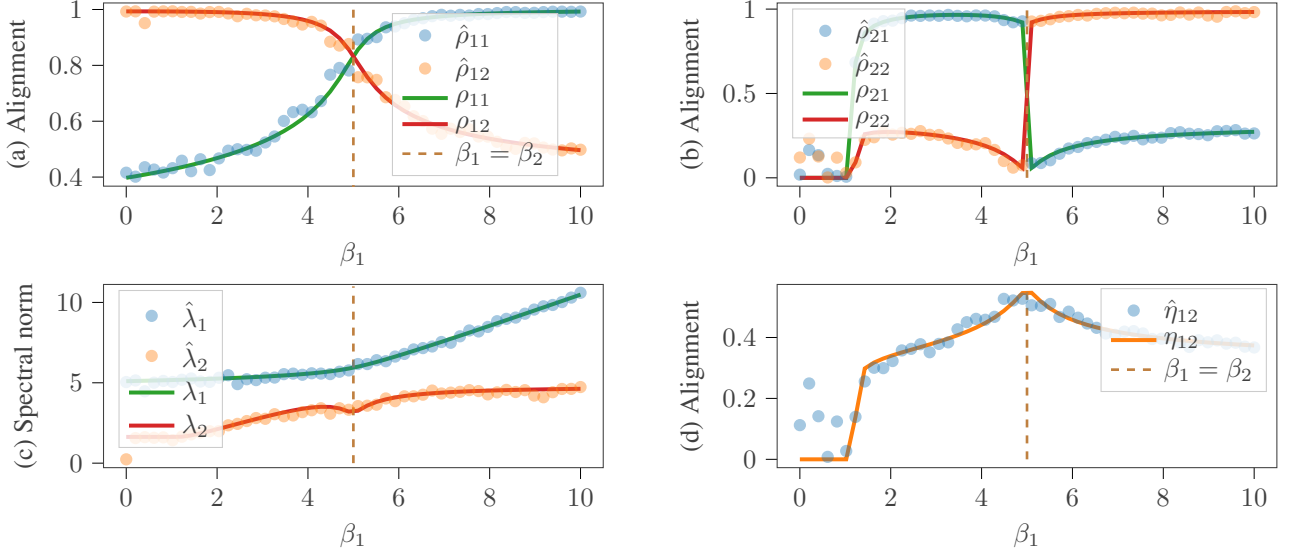 (a) Alignment
1
0.8
0.6
0.4
0 2 4 6 8 10
β₁
ρ̂₁₁
ρ̂₁₂
ρ₁₁
ρ₁₂
β₁ = β₂
(b) Alignment
1
0.5
0
0 2 4 6 8 10
β₁
ρ̂₂₁
ρ̂₂₂
ρ₂₁
ρ₂₂
(c) Spectral norm
10
5
0
0 2 4 6 8 10
β₁
λ̂₁
λ̂₂
λ₁
λ₂
(d) Alignment
0.4
0.2
0
0 2 4 6 8 10
β₁
η̂₁₂
η₁₂
β₁ = β₂